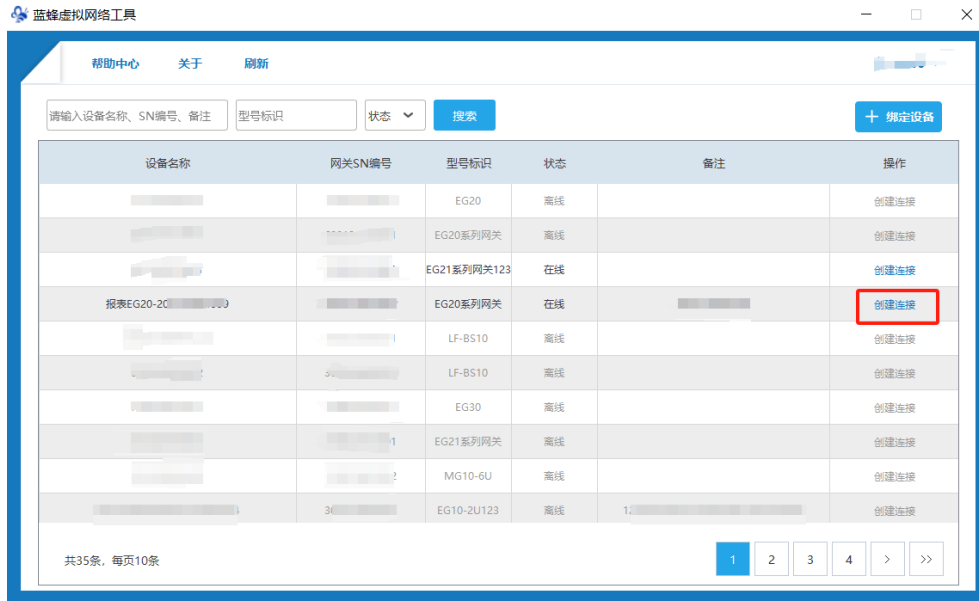 蓝蜂虚拟网络工具
帮助中心 关于 刷新
请输入设备名称、SN编号、备注 型号标识 状态 搜索 绑定设备
设备名称 网关SN编号 型号标识 状态 备注 操作
EG20 离线 创建连接
EG20系列网关 离线 创建连接
EG21系列网关123 在线 创建连接
报表EG20-20 EG20系列网关 在线 创建连接
LF-BS10 离线 创建连接
LF-BS10 离线 创建连接
EG30 离线 创建连接
EG21系列网关 离线 创建连接
MG10-6U 离线 创建连接
EG10-2U123 离线 创建连接
共35条，每页10条 1 2 3 4 > >>